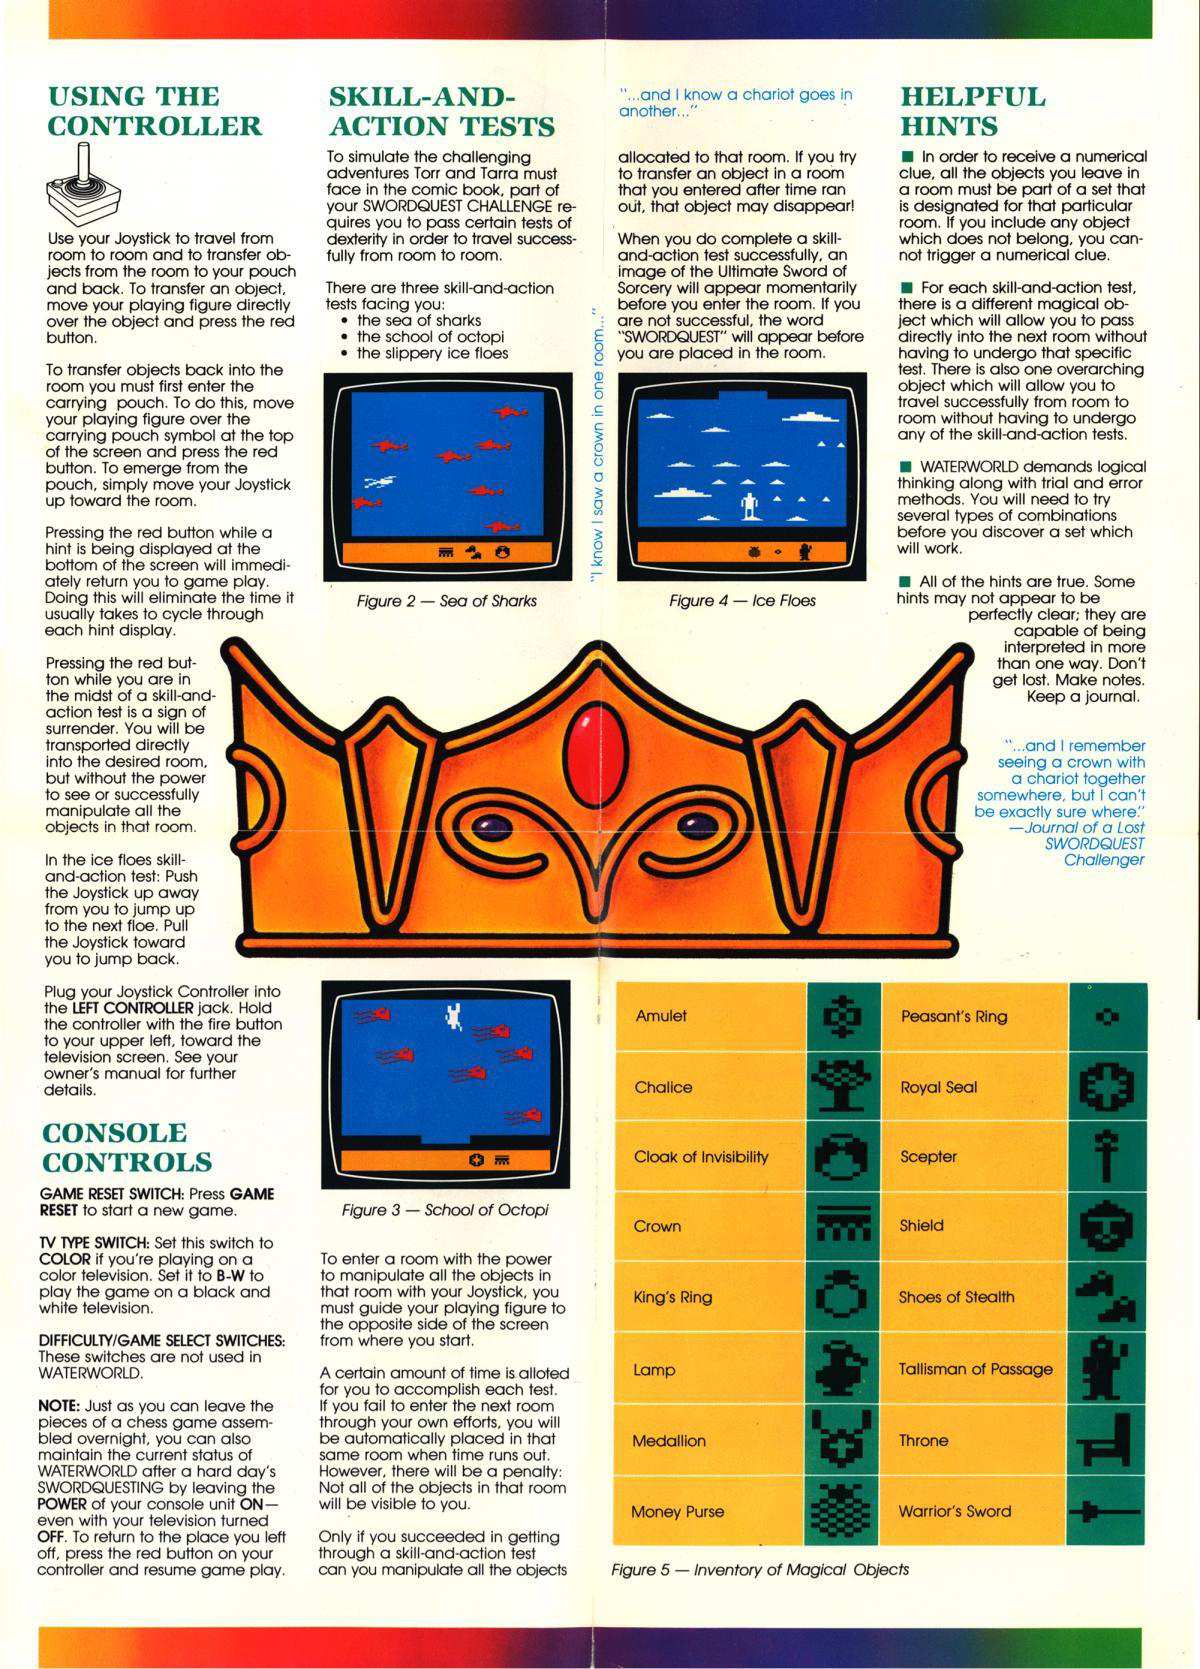 USING THE
CONTROLLER
Use your Joystick to travel from
room to room and to transfer ob-
jects from the room to your pouch
and back. To transfer an object,
move your playing figure directly
over the object and press the red
button.
To transfer objects back into the
room you must first enter the
carrying pouch. To do this, move
your playing figure over the
carrying pouch symbol at the top
of the screen and press the red
button. To emerge from the
pouch, simply move your Joystick
up toward the room.
Pressing the red button while a
hint is being displayed at the
bottom of the screen will immedi-
ately return you to game play.
Doing this will eliminate the time it
usually takes to cycle through
each hint display.
Pressing the red but-
ton while you are in
the midst of a skill-and-
action test is a sign of
surrender. You will be
transported directly
into the desired room,
but without the power
to see or successfully
manipulate all the
objects in that room.
In the ice floes skill-
and-action test: Push
the Joystick up away
from you to jump up
to the next floe. Pull
the Joystick toward
you to jump back.
Plug your Joystick Controller into
the LEFT CONTROLLER jack. Hold
the controller with the fire button
to your upper left, toward the
television screen. See your
owner's manual for further
details.
CONSOLE
CONTROLS
GAME RESET SWITCH: Press GAME
RESET to start a new game.
TV TYPE SWITCH: Set this switch to
COLOR if you're playing on a
color television. Set it to B-W to
play the game on a black and
white television.
DIFFICULTY/GAME SELECT SWITCHES:
These switches are not used in
WATERWORLD.
NOTE: Just as you can leave the
pieces of a chess game assem-
bled overnight, you can also
maintain the current status of
WATERWORLD after a hard day's
SWORDQUESTING by leaving the
POWER of your console unit ON—
even with your television turned
OFF. To return to the place you left
off, press the red button on your
controller and resume game play.
SKILL-AND-
ACTION TESTS
To simulate the challenging
adventures Torr and Tarra must
face in the comic book, part of
your SWORDQUEST CHALLENGE re-
quires you to pass certain tests of
dexterity in order to travel success-
fully from room to room.
There are three skill-and-action
tests facing you:
• the sea of sharks
• the school of octopi
• the slippery ice floes
Figure 2 — Sea of Sharks
Figure 3 — School of Octopi
To enter a room with the power
to manipulate all the objects in
that room with your Joystick, you
must guide your playing figure to
the opposite side of the screen
from where you start.
A certain amount of time is alloted
for you to accomplish each test.
If you fail to enter the next room
through your own efforts, you will
be automatically placed in that
same room when time runs out.
However, there will be a penalty:
Not all of the objects in that room
will be visible to you.
Only if you succeeded in getting
through a skill-and-action test
can you manipulate all the objects
"I know I saw a crown in one room..."
"...and I know a chariot goes in
another..."
allocated to that room. If you try
to transfer an object in a room
that you entered after time ran
out, that object may disappear!
When you do complete a skill-
and-action test successfully, an
image of the Ultimate Sword of
Sorcery will appear momentarily
before you enter the room. If you
are not successful, the word
"SWORDQUEST" will appear before
you are placed in the room.
Figure 4 — Ice Floes
HELPFUL
HINTS
■ In order to receive a numerical
clue, all the objects you leave in
a room must be part of a set that
is designated for that particular
room. If you include any object
which does not belong, you can-
not trigger a numerical clue.
■ For each skill-and-action test,
there is a different magical ob-
ject which will allow you to pass
directly into the next room without
having to undergo that specific
test. There is also one overarching
object which will allow you to
travel successfully from room to
room without having to undergo
any of the skill-and-action tests.
■ WATERWORLD demands logical
thinking along with trial and error
methods. You will need to try
several types of combinations
before you discover a set which
will work.
■ All of the hints are true. Some
hints may not appear to be
perfectly clear; they are
capable of being
interpreted in more
than one way. Don't
get lost. Make notes.
Keep a journal.
"...and I remember
seeing a crown with
a chariot together
somewhere, but I can't
be exactly sure where."
—Journal of a Lost
SWORDQUEST
Challenger
Amulet
Peasant's Ring
Chalice
Royal Seal
Cloak of Invisibility
Scepter
Crown
Shield
King's Ring
Shoes of Stealth
Lamp
Tallisman of Passage
Medallion
Throne
Money Purse
Warrior's Sword
Figure 5 — Inventory of Magical Objects